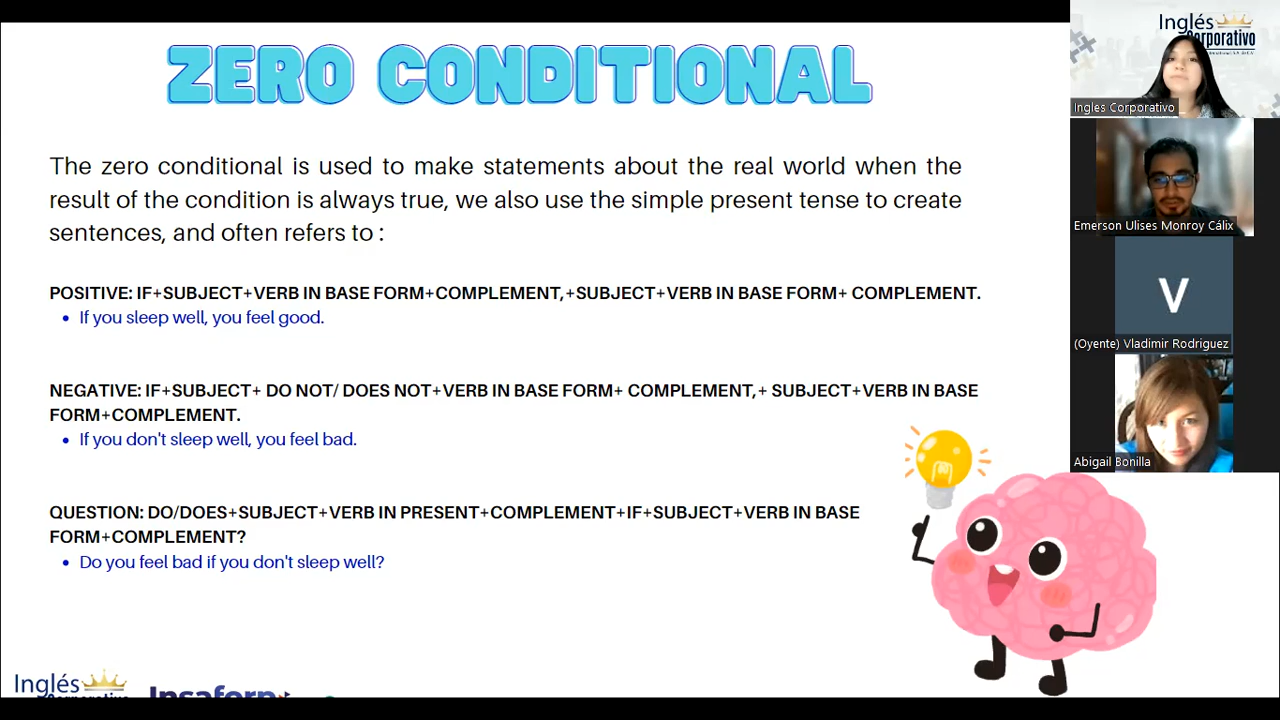 ZERO CONDITIONAL
The zero conditional is used to make statements about the real world when the
result of the condition is always true, we also use the simple present tense to create
sentences, and often refers to :
POSITIVE: IF+SUBJECT+VERB IN BASE FORM+COMPLEMENT,+SUBJECT+VERB IN BASE FORM+ COMPLEMENT.
• If you sleep well, you feel good.
NEGATIVE: IF+SUBJECT+ DO NOT/ DOES NOT+VERB IN BASE FORM+ COMPLEMENT,+ SUBJECT+VERB IN BASE
FORM+COMPLEMENT.
• If you don't sleep well, you feel bad.
QUESTION: DO/DOES+SUBJECT+VERB IN PRESENT+COMPLEMENT+IF+SUBJECT+VERB IN BASE
FORM+COMPLEMENT?
• Do you feel bad if you don't sleep well?
Inglés
Corporativo
Insaforp
Inglés
Corporativo
Ingles Corporativo
Emerson Ulises Monroy Cálix
V
(Oyente) Vladimir Rodriguez
Abigail Bonilla